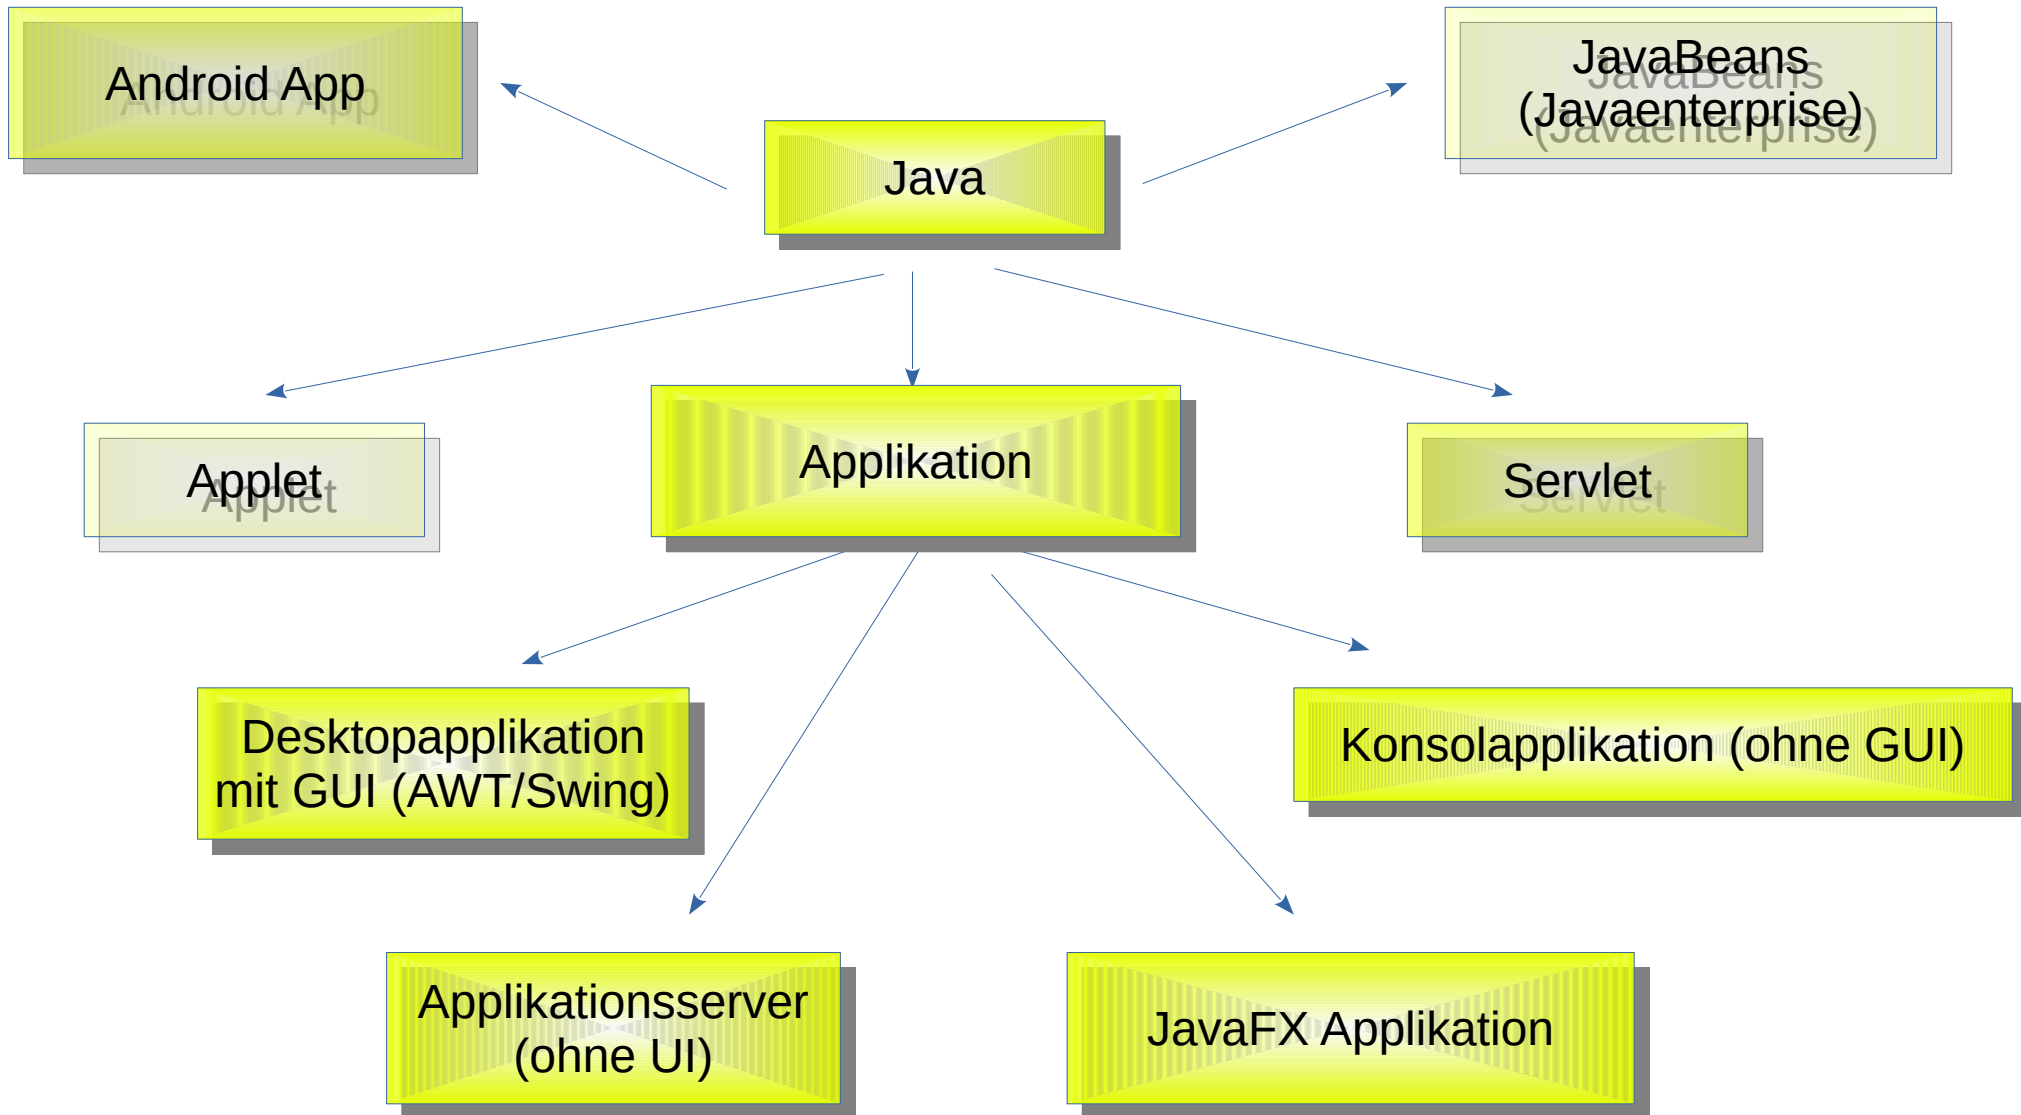 Android App
JavaBeans
(Javaenterprise)
Java
Applet
Applikation
Servlet
Desktopapplikation
mit GUI (AWT/Swing)
Konsolapplikation (ohne GUI)
Applikationsserver
(ohne UI)
JavaFX Applikation